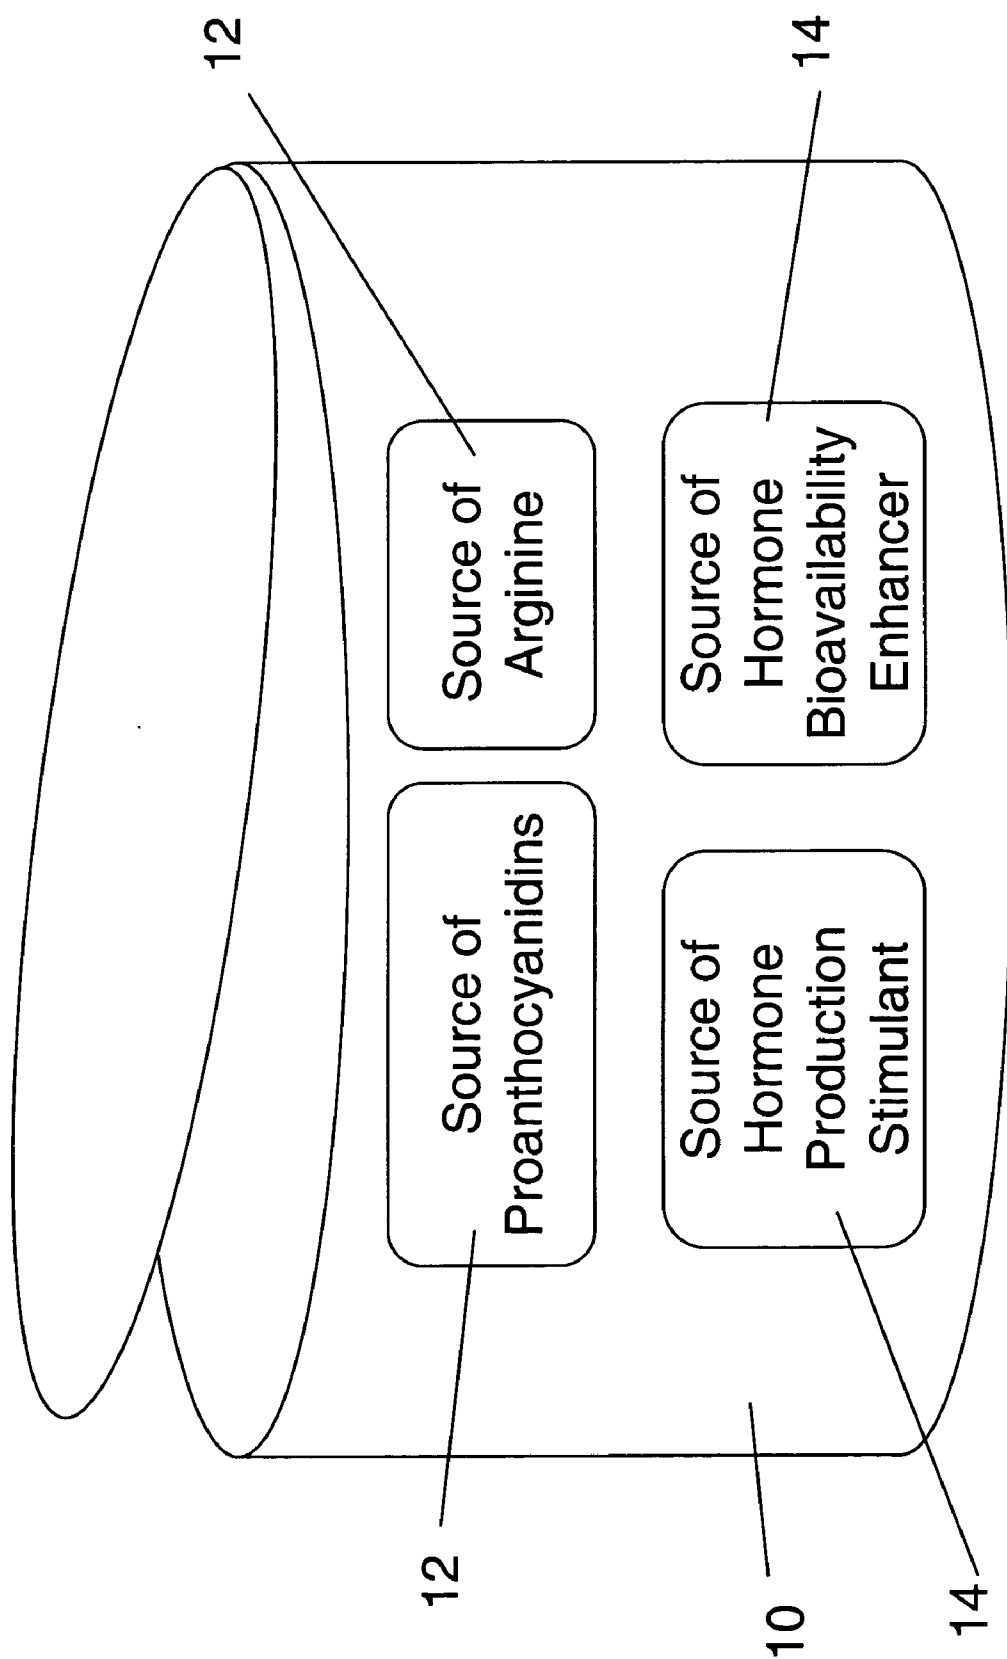 12
Source of
Proanthocyanidins
Source of
Arginine
12
10
14
Source of
Hormone
Production
Stimulant
Source of
Hormone
Bioavailability
Enhancer
14